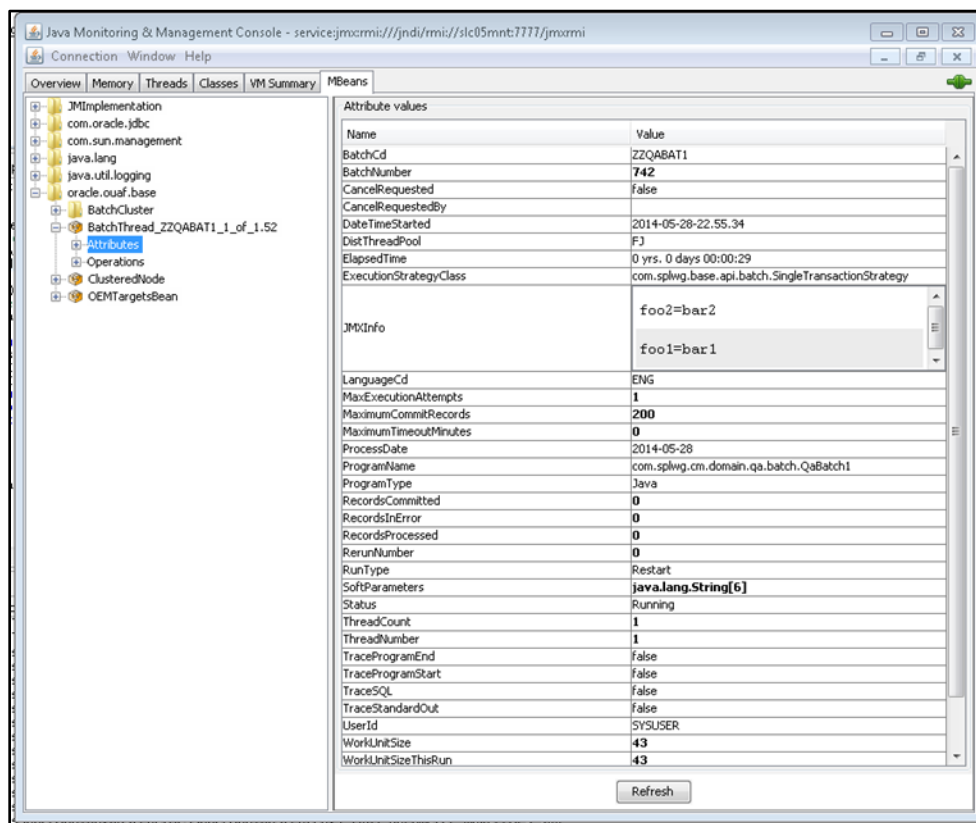 Java Monitoring & Management Console - service:jmx:rmi:///jndi/rmi://slc05mnt:7777/jmxrmi
Connection Window Help
Overview Memory Threads Classes VM Summary MBeans
JMImplementation
com.oracle.jdbc
com.sun.management
java.lang
java.util.logging
oracle.ouaf.base
BatchCluster
BatchThread_ZZQABAT1_1_of_1.52
Attributes
Operations
ClusteredNode
OEMTargetsBean
Attribute values
Name Value
BatchCd ZZQABAT1
BatchNumber 742
CancelRequested false
CancelRequestedBy
DateTimeStarted 2014-05-28-22.55.34
DistThreadPool FJ
ElapsedTime 0 yrs. 0 days 00:00:29
ExecutionStrategyClass com.splwg.base.api.batch.SingleTransactionStrategy
JMXInfo
foo2=bar2
foo1=bar1
LanguageCd ENG
MaxExecutionAttempts 1
MaximumCommitRecords 200
MaximumTimeoutMinutes 0
ProcessDate 2014-05-28
ProgramName com.splwg.cm.domain.qa.batch.QaBatch1
ProgramType Java
RecordsCommitted 0
RecordsInError 0
RecordsProcessed 0
RerunNumber 0
RunType Restart
SoftParameters java.lang.String[6]
Status Running
ThreadCount 1
ThreadNumber 1
TraceProgramEnd false
TraceProgramStart false
TraceSQL false
TraceStandardOut false
UserId SYSUSER
WorkUnitSize 43
WorkUnitSizeThisRun 43
Refresh